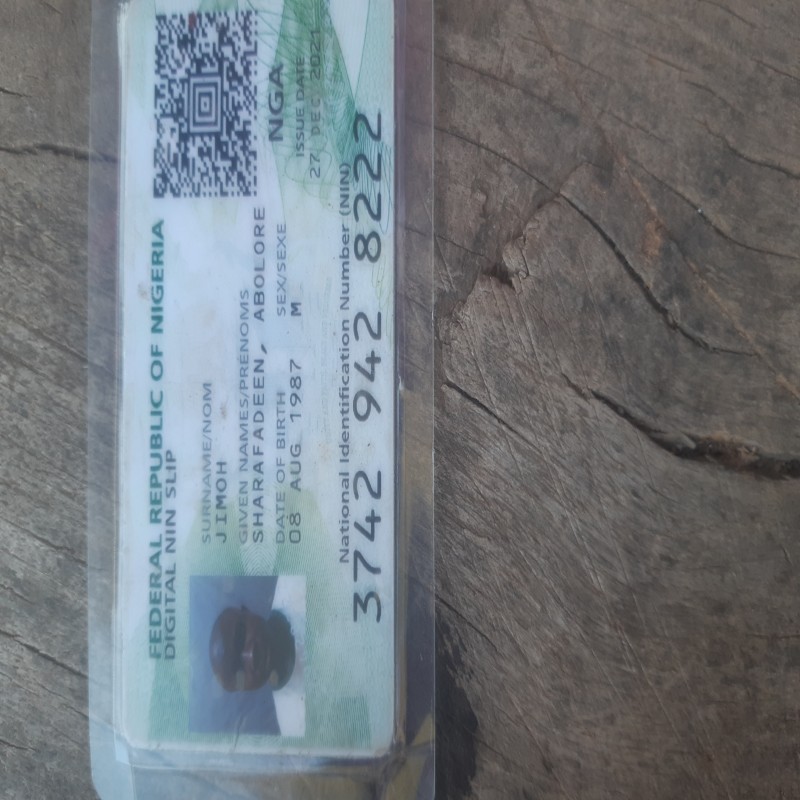 FEDERAL REPUBLIC OF NIGERIA
DIGITAL NIN SLIP
SURNAME/NOM
JIMOH
GIVEN NAMES/PRÉNOMS
SHARAFADEEN, ABOLORE
DATE OF BIRTH SEX/SEXE
08 AUG 1987 M
NGA
ISSUE DATE
27 DEC 2021
National Identification Number (NIN)
3742 942 8222